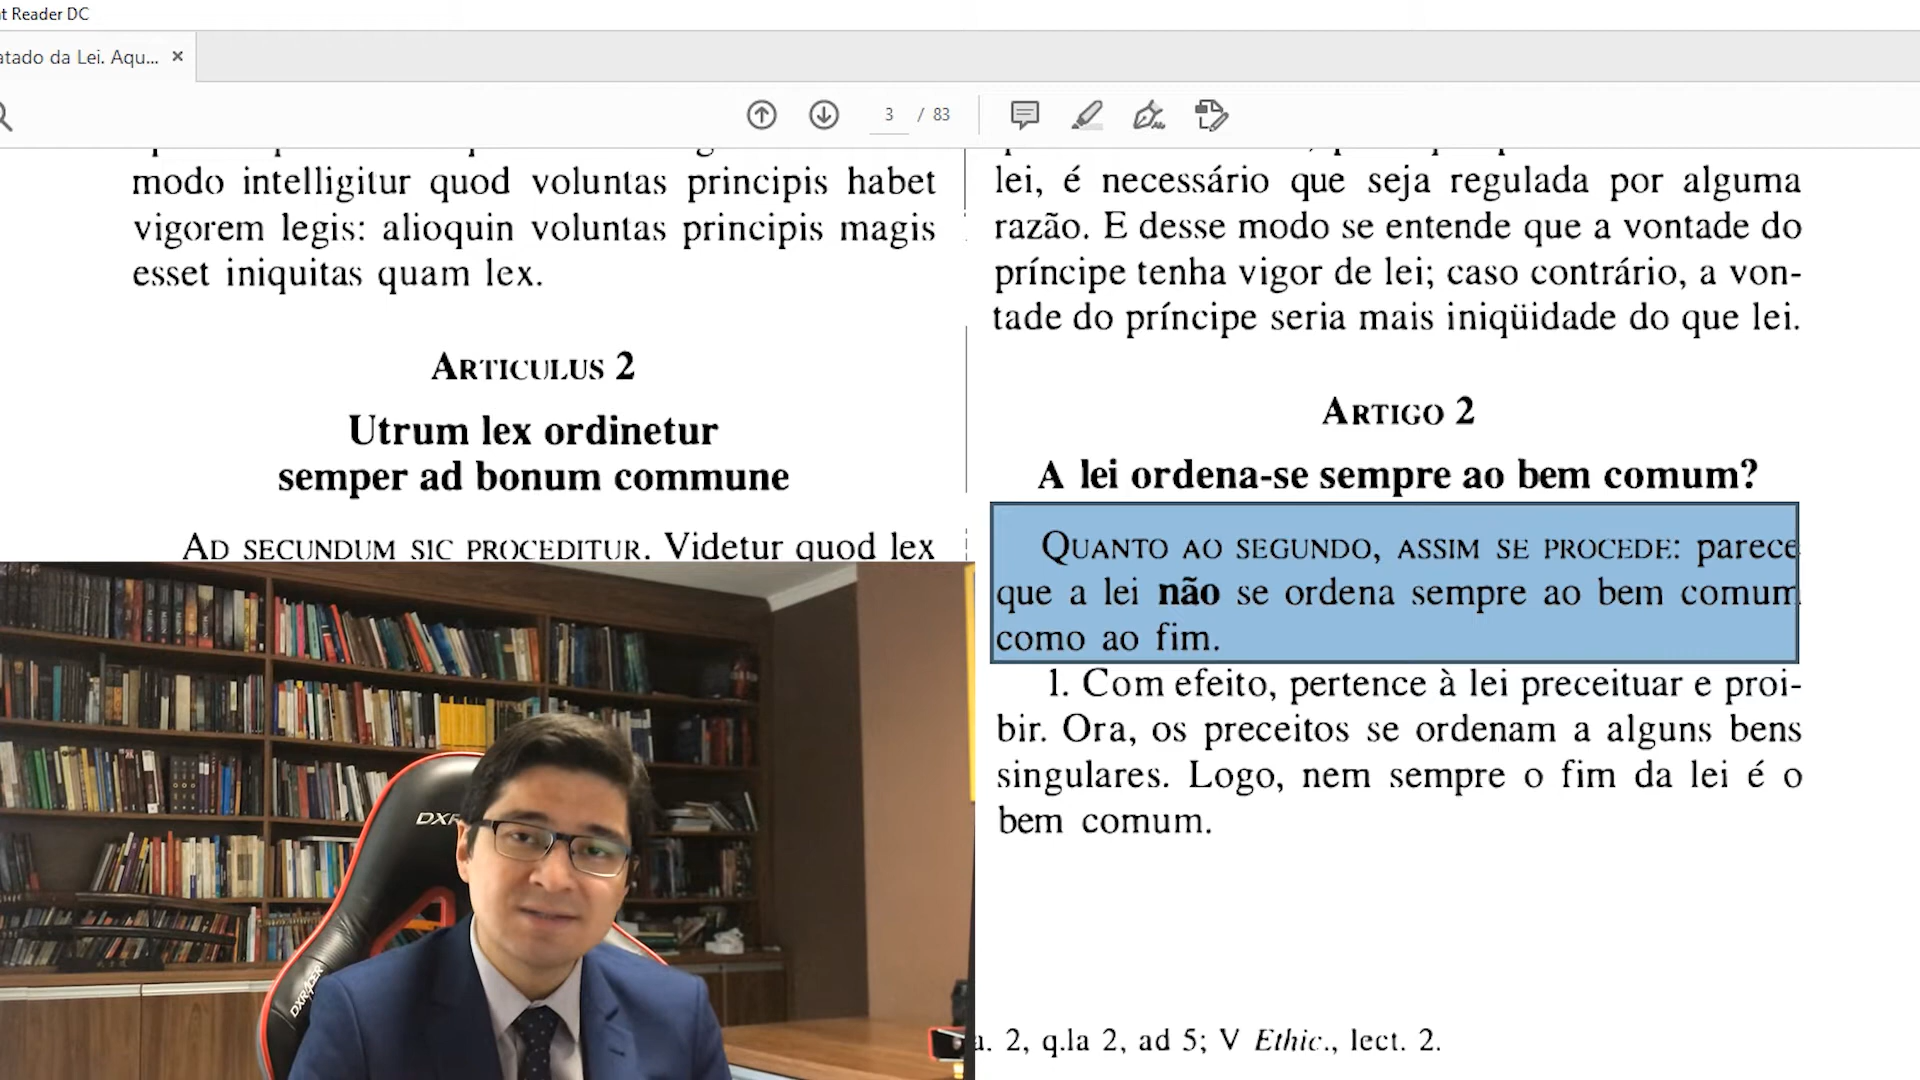 t Reader DC
atado da Lei. Aqu...
3 / 83
modo intelligitur quod voluntas principis habet
vigorem legis: alioquin voluntas principis magis
esset iniquitas quam lex.
ARTICULUS 2
Utrum lex ordinetur
semper ad bonum commune
AD SECUNDUM SIC PROCEDITUR. Videtur quod lex
lei, é necessário que seja regulada por alguma
razão. E desse modo se entende que a vontade do
príncipe tenha vigor de lei; caso contrário, a von-
tade do príncipe seria mais iniqüidade do que lei.
ARTIGO 2
A lei ordena-se sempre ao bem comum?
QUANTO AO SEGUNDO, ASSIM SE PROCEDE: parece
que a lei não se ordena sempre ao bem comum
como ao fim.
1. Com efeito, pertence à lei preceituar e proi-
bir. Ora, os preceitos se ordenam a alguns bens
singulares. Logo, nem sempre o fim da lei é o
bem comum.
a. 2, q.la 2, ad 5; V Ethic., lect. 2.
DXR
DXRACER